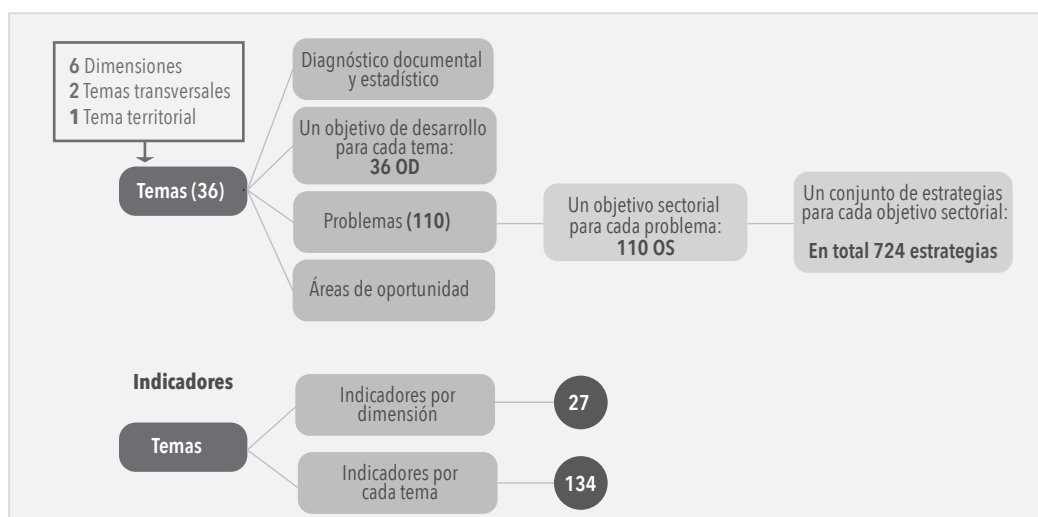 6 Dimensiones
2 Temas transversales
1 Tema territorial
Temas (36)
Diagnóstico documental
y estadístico
Un objetivo de desarrollo
para cada tema:
36 OD
Problemas (110)
Áreas de oportunidad
Un objetivo sectorial
para cada problema:
110 OS
Un conjunto de estrategias
para cada objetivo sectorial:
En total 724 estrategias
Indicadores
Temas
Indicadores por
dimensión
27
Indicadores por
cada tema
134